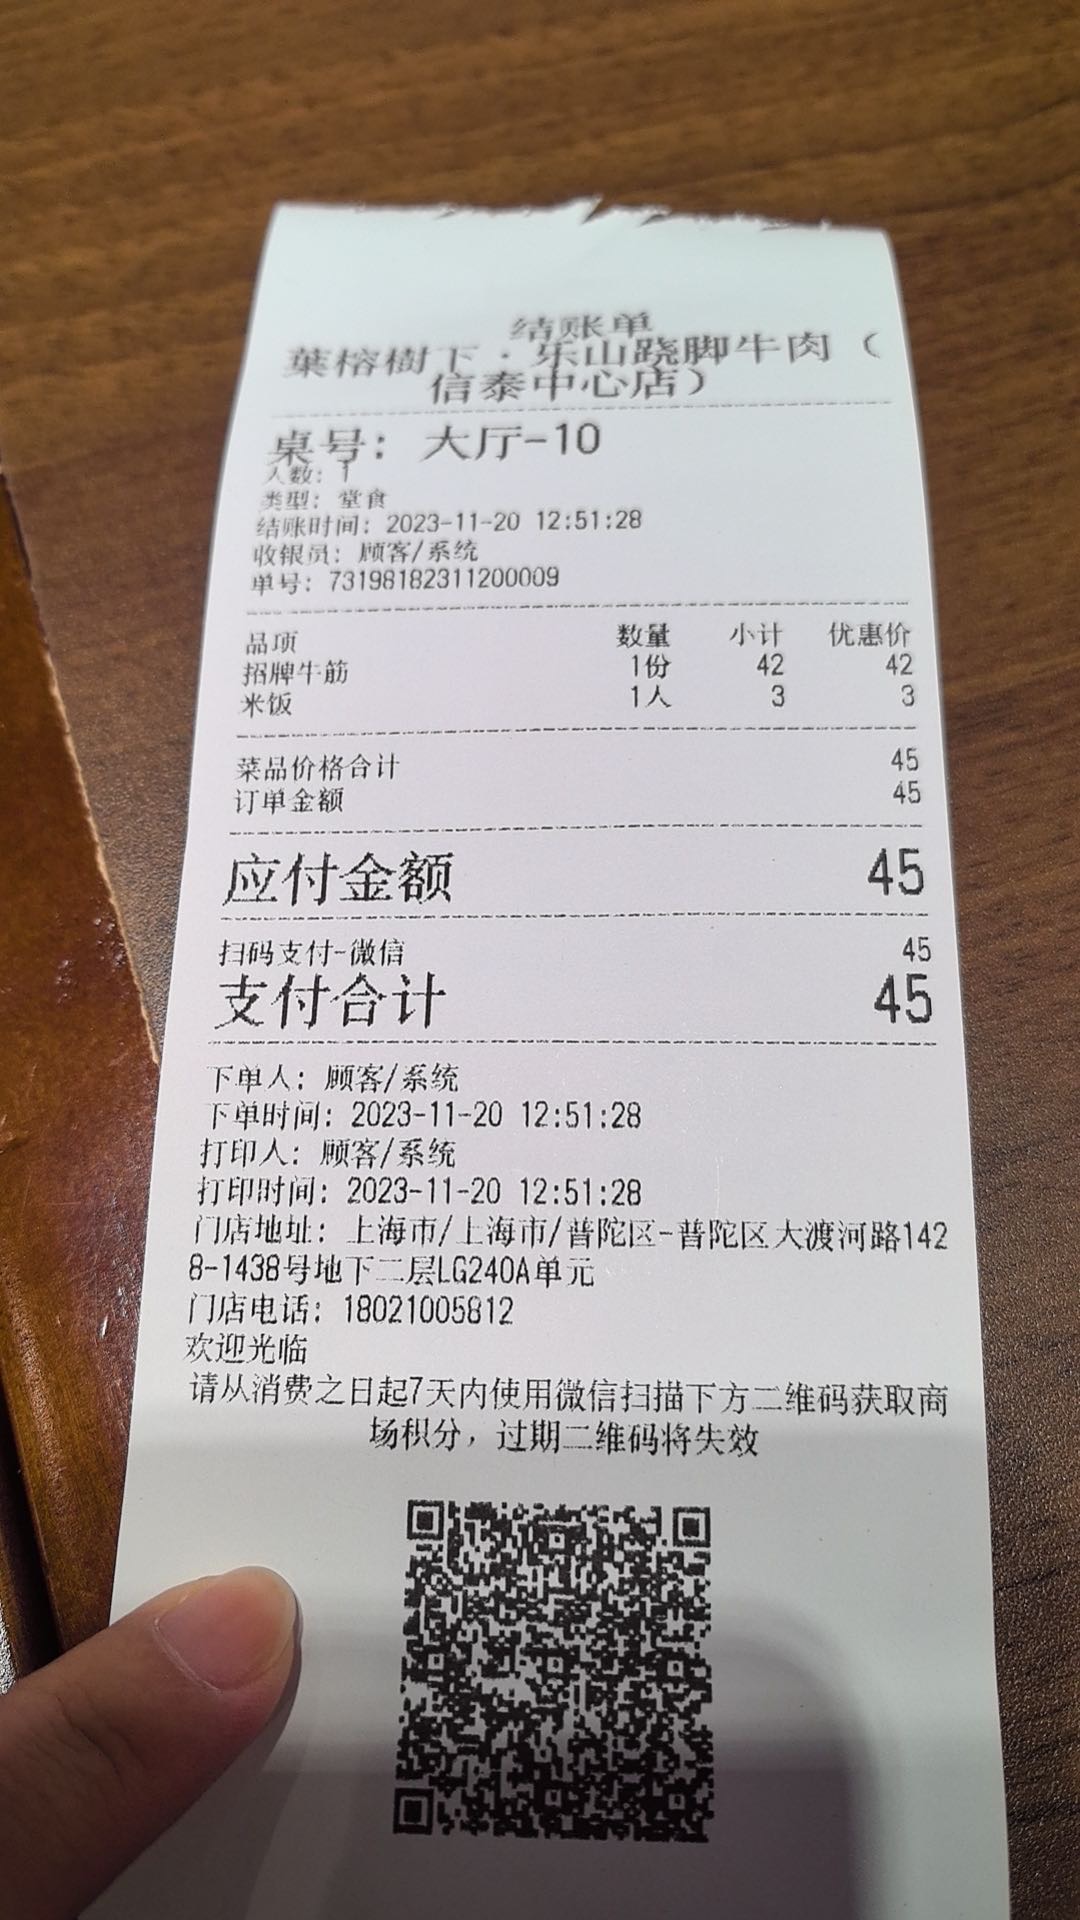 结账单
葉榕樹下·乐山跷脚牛肉（
信泰中心店）
桌号：大厅-10
人数：1
类型：堂食
结账时间：2023-11-20 12:51:28
收银员：顾客/系统
单号：73198182311200009
品项 数量 小计 优惠价
招牌牛筋 1份 42 42
米饭 1人 3 3
菜品价格合计 45
订单金额 45
应付金额 45
扫码支付-微信 45
支付合计 45
下单人：顾客/系统
下单时间：2023-11-20 12:51:28
打印人：顾客/系统
打印时间：2023-11-20 12:51:28
门店地址：上海市/上海市/普陀区-普陀区大渡河路142
8-1438号地下二层LG240A单元
门店电话：18021005812
欢迎光临
请从消费之日起7天内使用微信扫描下方二维码获取商
场积分，过期二维码将失效